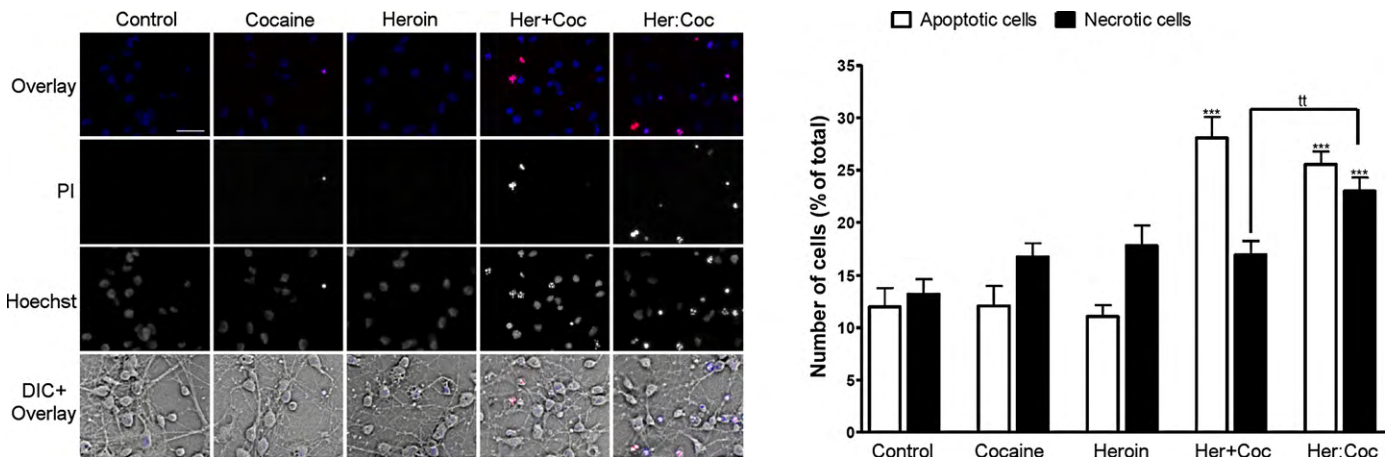 Control Cocaine Heroin Her+Coc Her:Coc
Overlay
PI
Hoechst
DIC+
Overlay
Apoptotic cells Necrotic cells
Number of cells (% of total)
35
30
25
20
15
10
5
0
***
tt
***
***
Control Cocaine Heroin Her+Coc Her:Coc